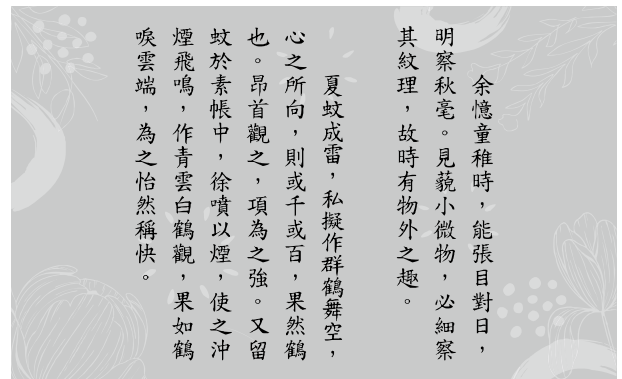 余憶童稚時，能張目對日，
明察秋毫。見藐小微物，必細察
其紋理，故時有物外之趣。
夏蚊成雷，私擬作群鶴舞空，
心之所向，則或千或百，果然鶴
也。昂首觀之，項為之強。又留
蚊於素帳中，徐噴以煙，使之沖
煙飛鳴，作青雲白鶴觀，果如鶴
唳雲端，為之怡然稱快。